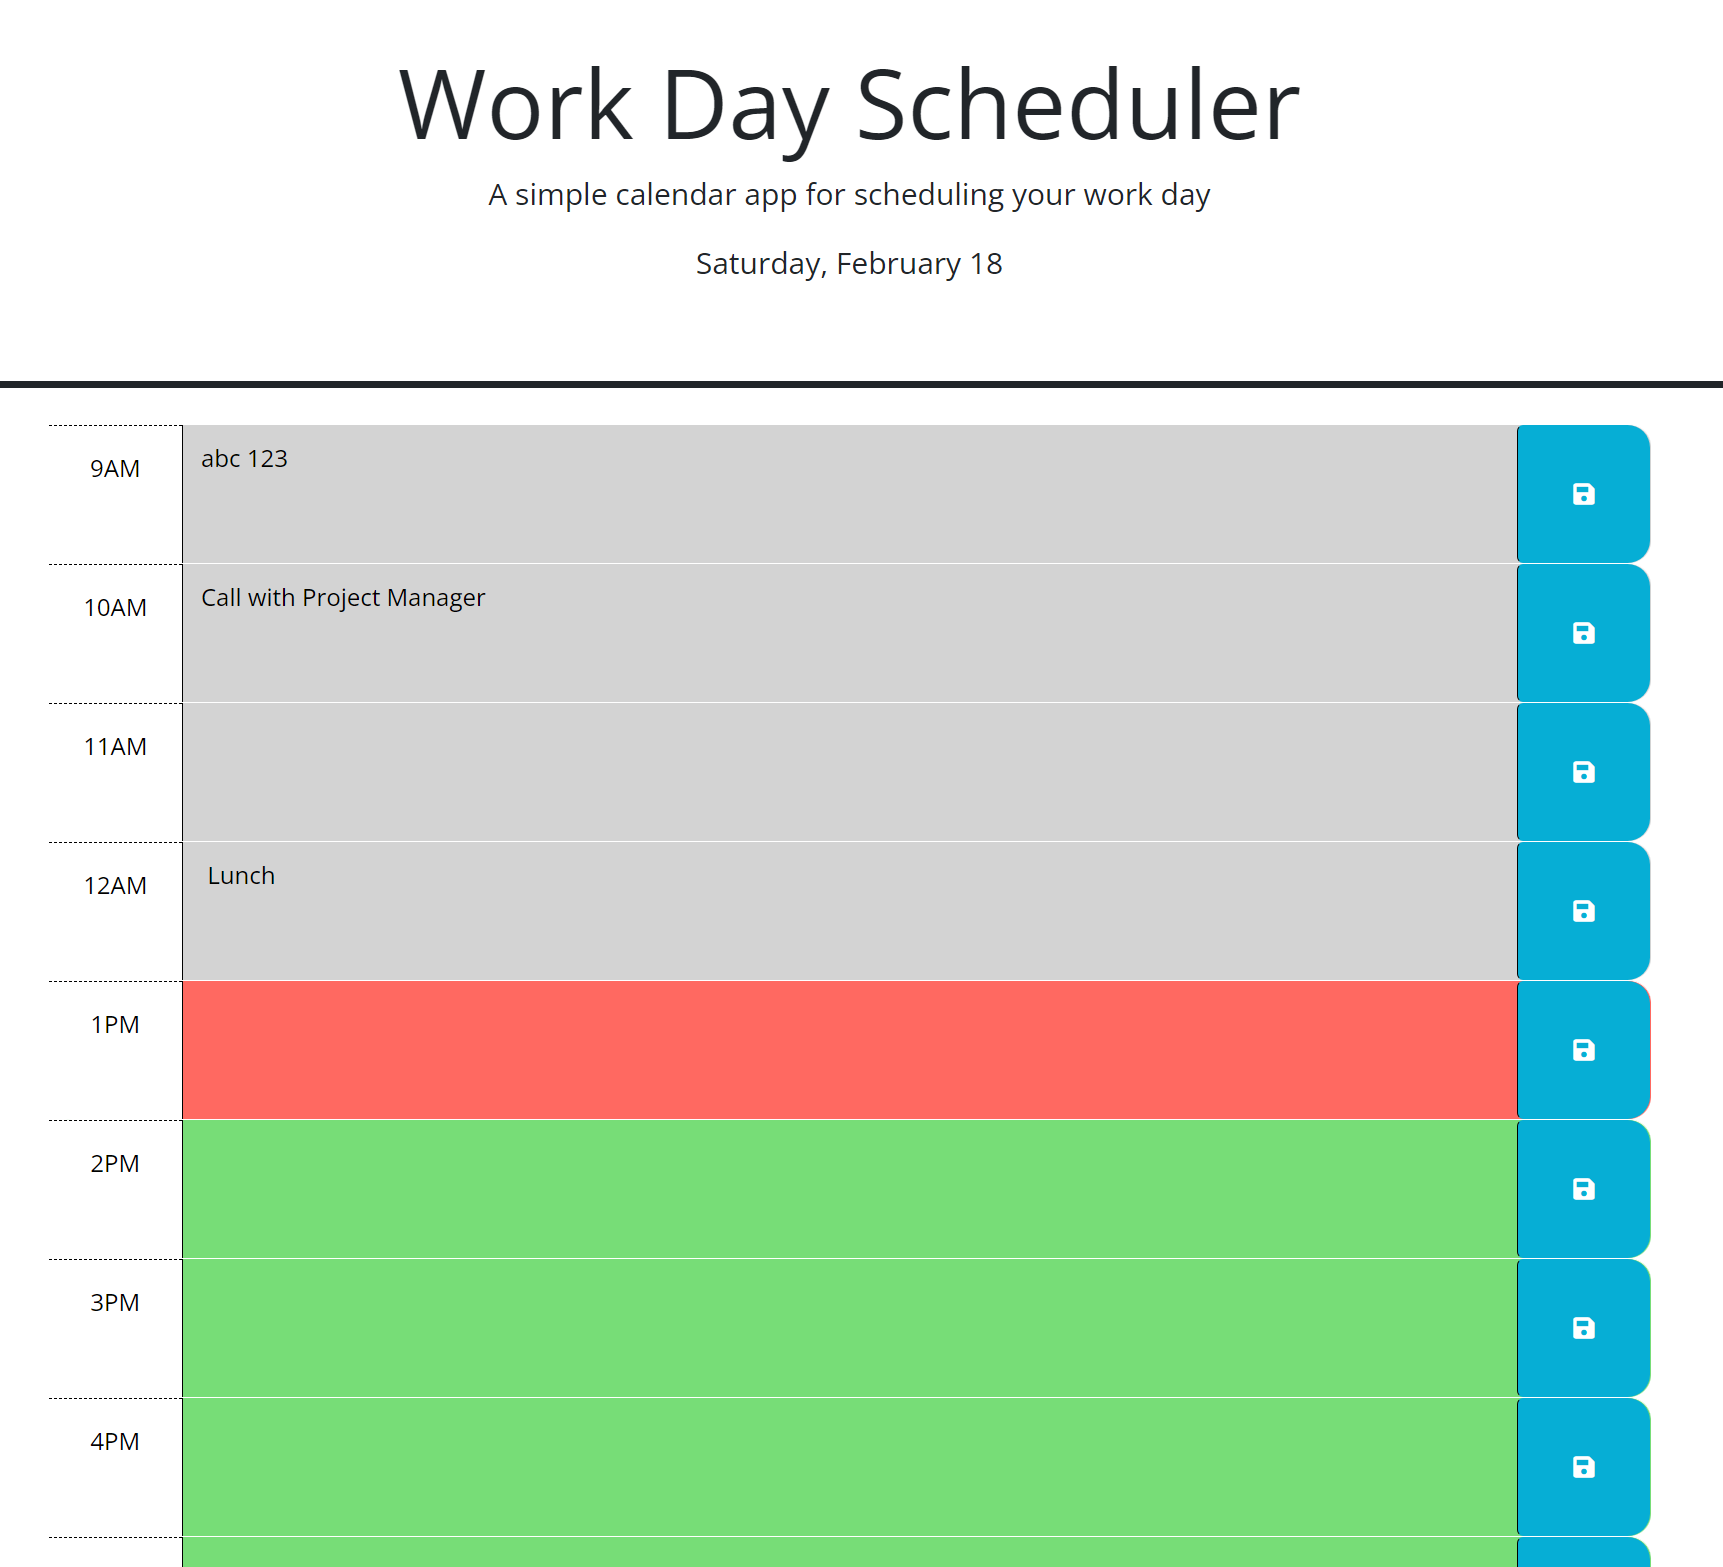 Work Day Scheduler
A simple calendar app for scheduling your work day
Saturday, February 18
9AM
abc 123
10AM
Call with Project Manager
11AM
12AM
Lunch
1PM
2PM
3PM
4PM